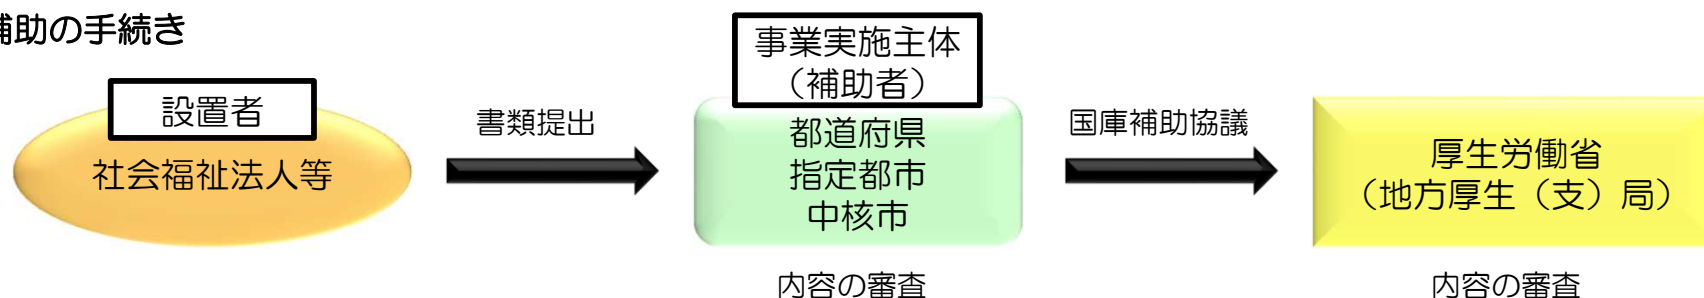 補助の手続き
設置者
社会福祉法人等
書類提出
事業実施主体
（補助者）
都道府県
指定都市
中核市
内容の審査
国庫補助協議
厚生労働省
（地方厚生（支）局）
内容の審査